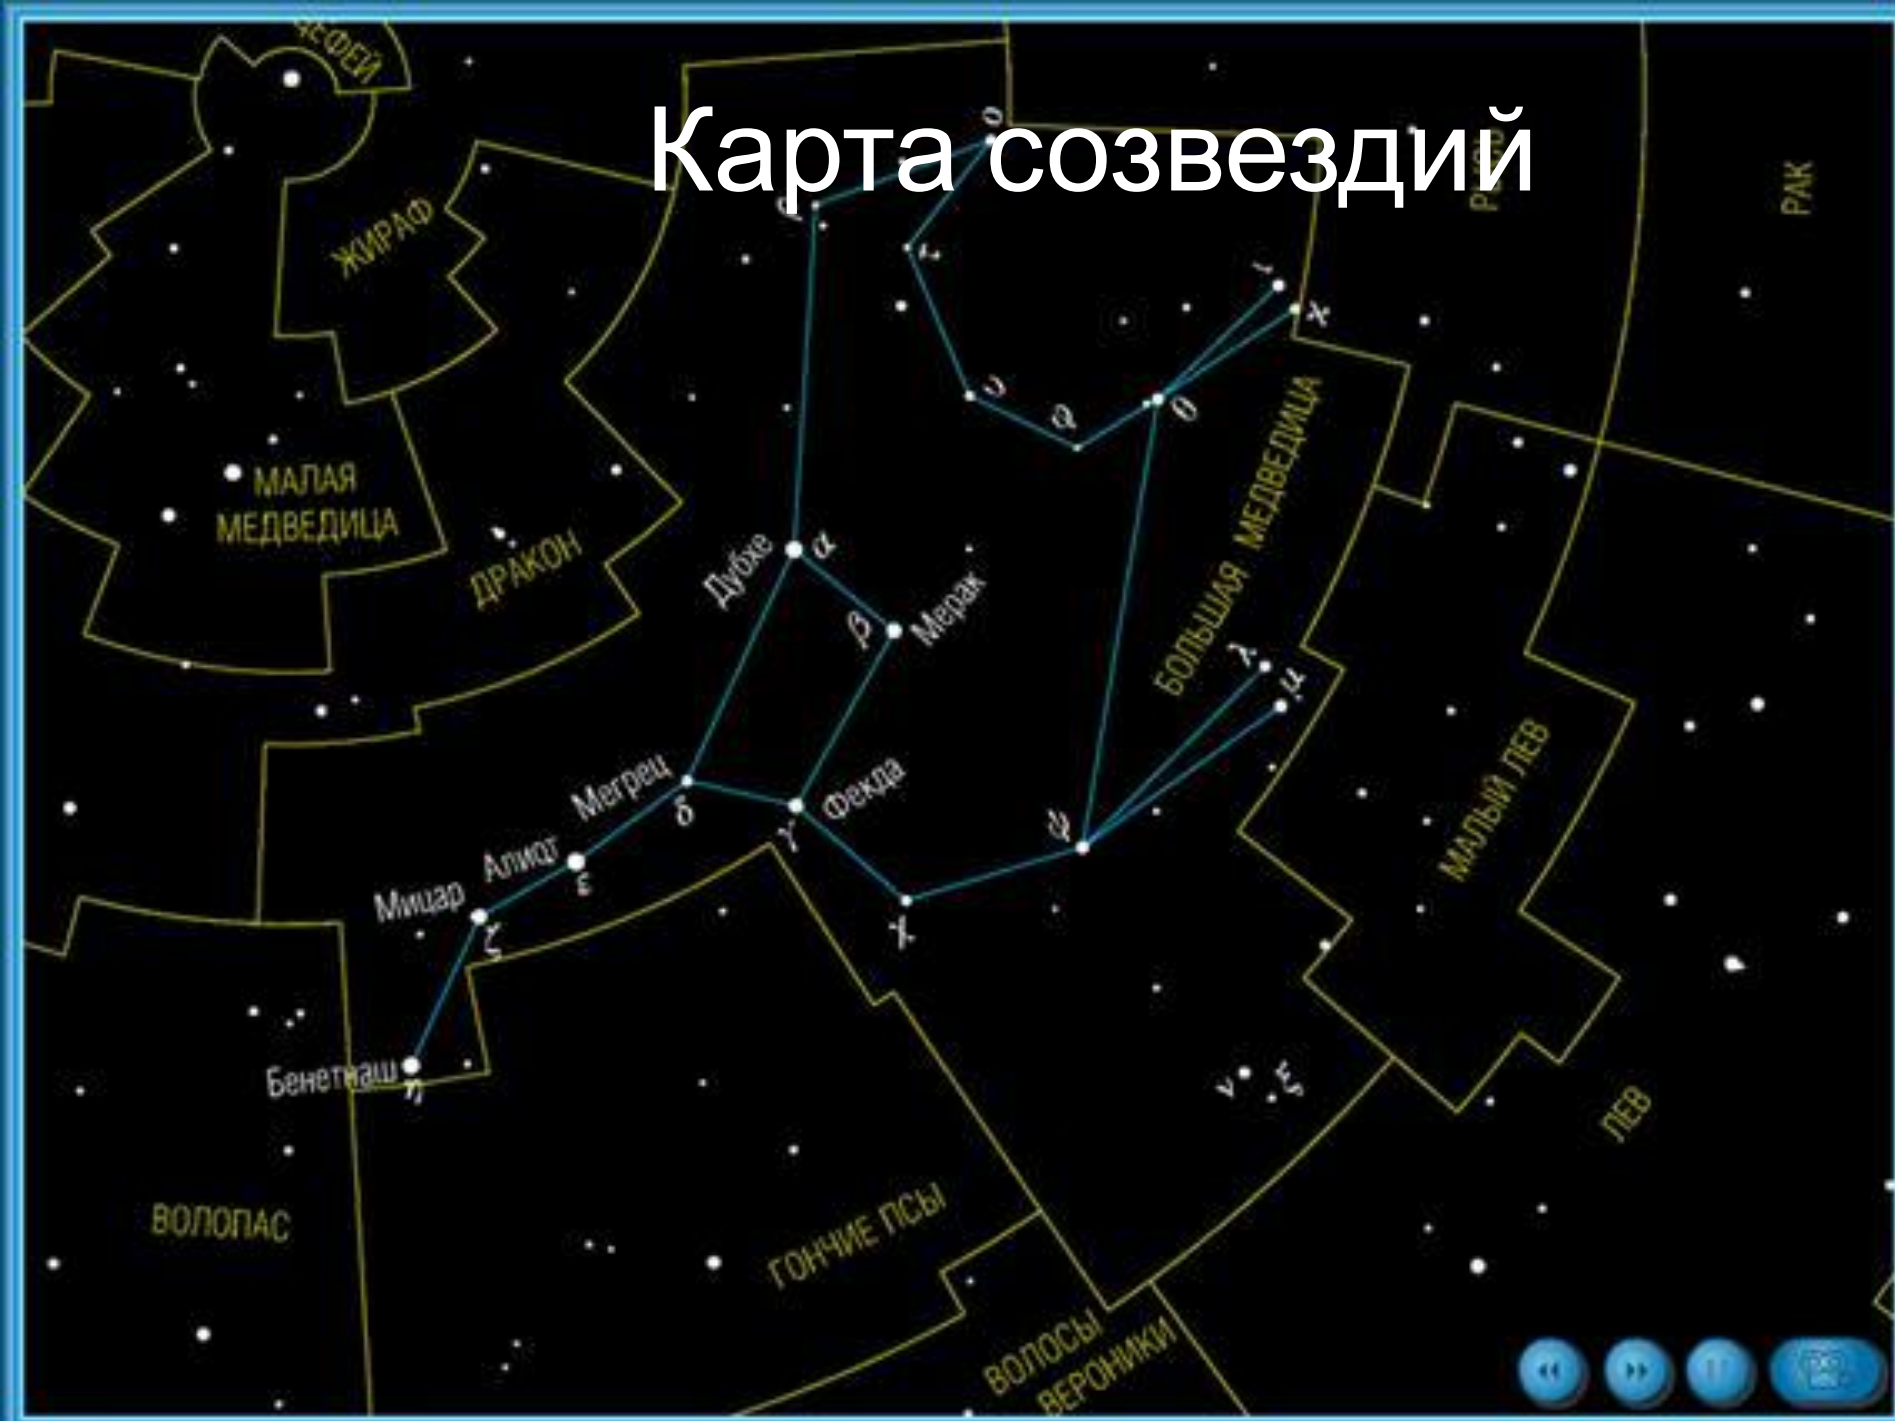 ЦЕФЕЙ
Карта созвездий
ο
ρ
РЫСЬ
РАК
ЖИРАФ
ι
χ
υ
θ
БОЛЬШАЯ МЕДВЕДИЦА
МАЛАЯ
МЕДВЕДИЦА
ДРАКОН
Дубхе
α
β
Мерак
λ
μ
Мегрец
δ
Фекда
γ
ψ
МАЛЫЙ ЛЕВ
Алиот
ε
Мицар
ζ
χ
Бенетнаш
η
ν
ξ
ЛЕВ
ВОЛОПАС
ГОНЧИЕ ПСЫ
ВОЛОСЫ
ВЕРОНИКИ